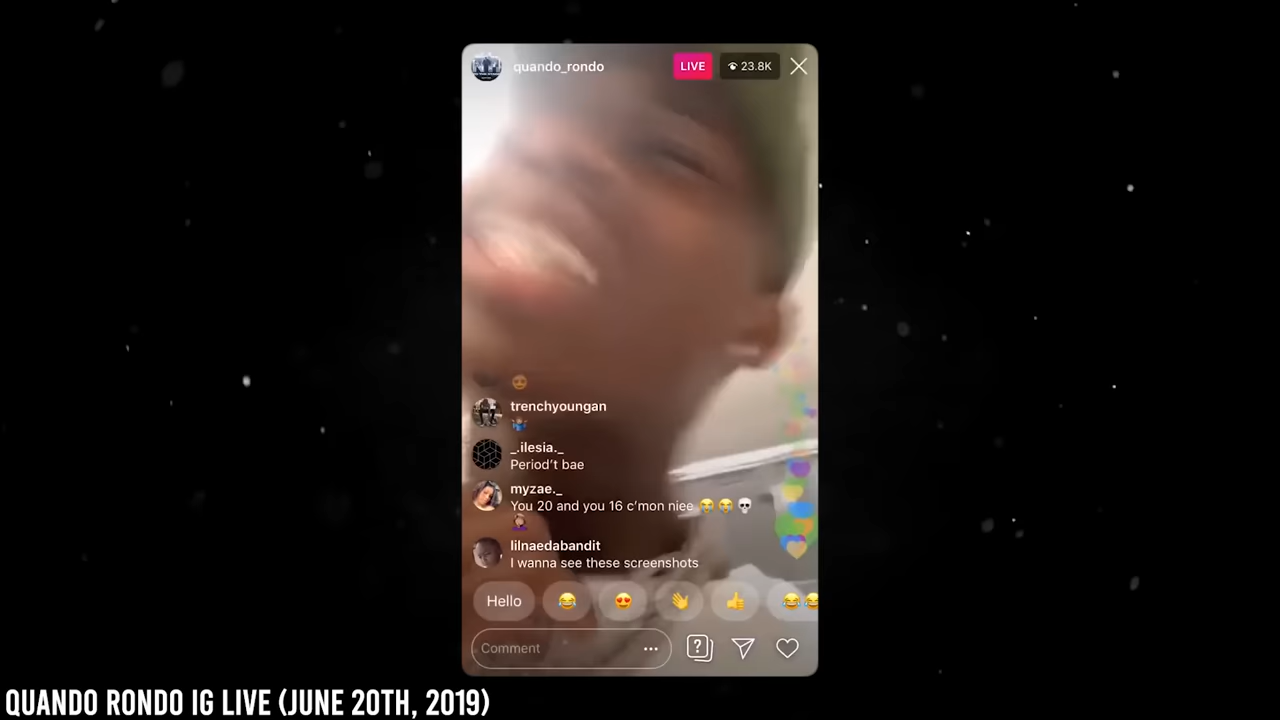 quando_rondo
LIVE
23.8K
trenchyoungan
_.ilesia._
Period't bae
myzae._
You 20 and you 16 c'mon niee 😭😭💀
lilnaedabandit
I wanna see these screenshots
Hello
Comment
QUANDO RONDO IG LIVE (JUNE 20TH, 2019)